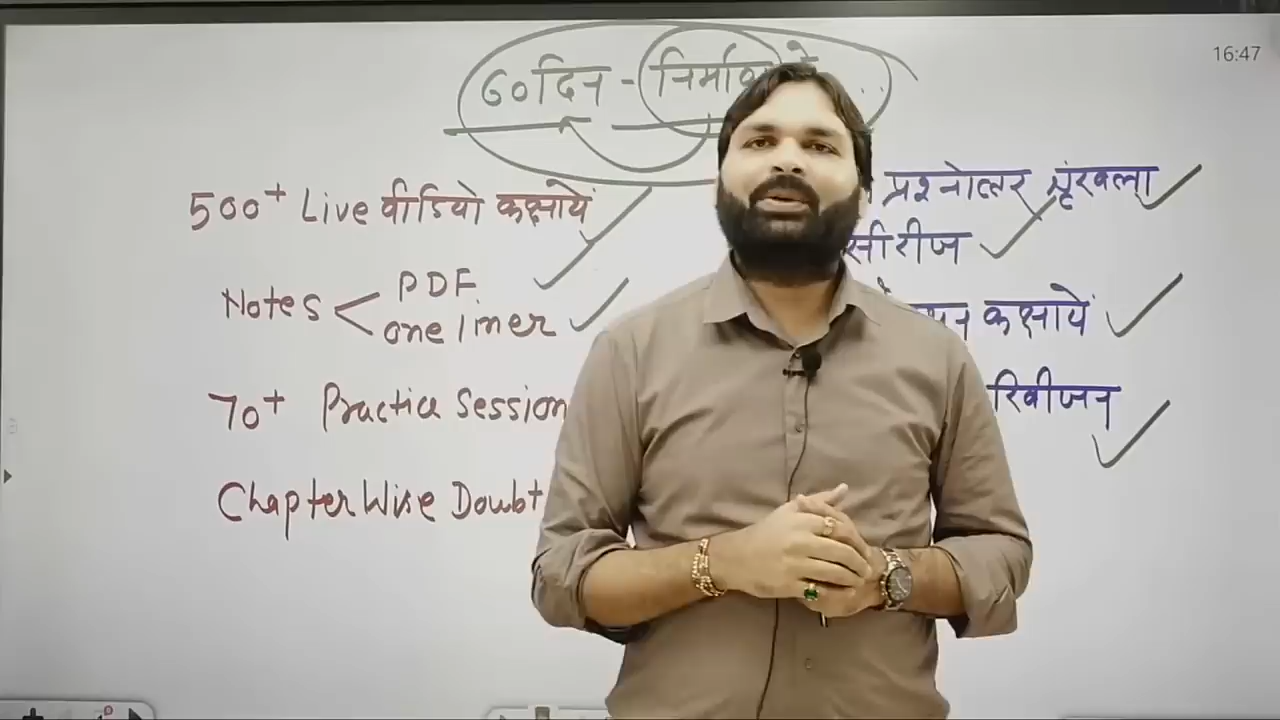 16:47
60 दिन -
500+ Live वीडियो कक्षायें
Notes < PDF
one liner
70+ Practice Session
Chapter Wise Doubt
प्रश्नोत्तर श्रृंखला
सीरीज
कक्षायें
रिवीजन